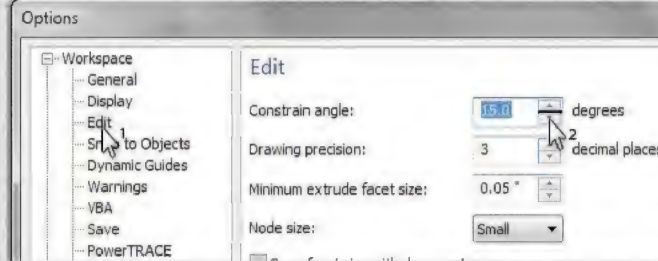 Options
Workspace
General
Display
Edit
1
to Objects
Dynamic Guides
Warnings
VBA
Save
PowerTRACE
Edit
Constrain angle: 15.0 degrees
2
Drawing precision: 3 decimal places
Minimum extrude facet size: 0.05 "
Node size: Small